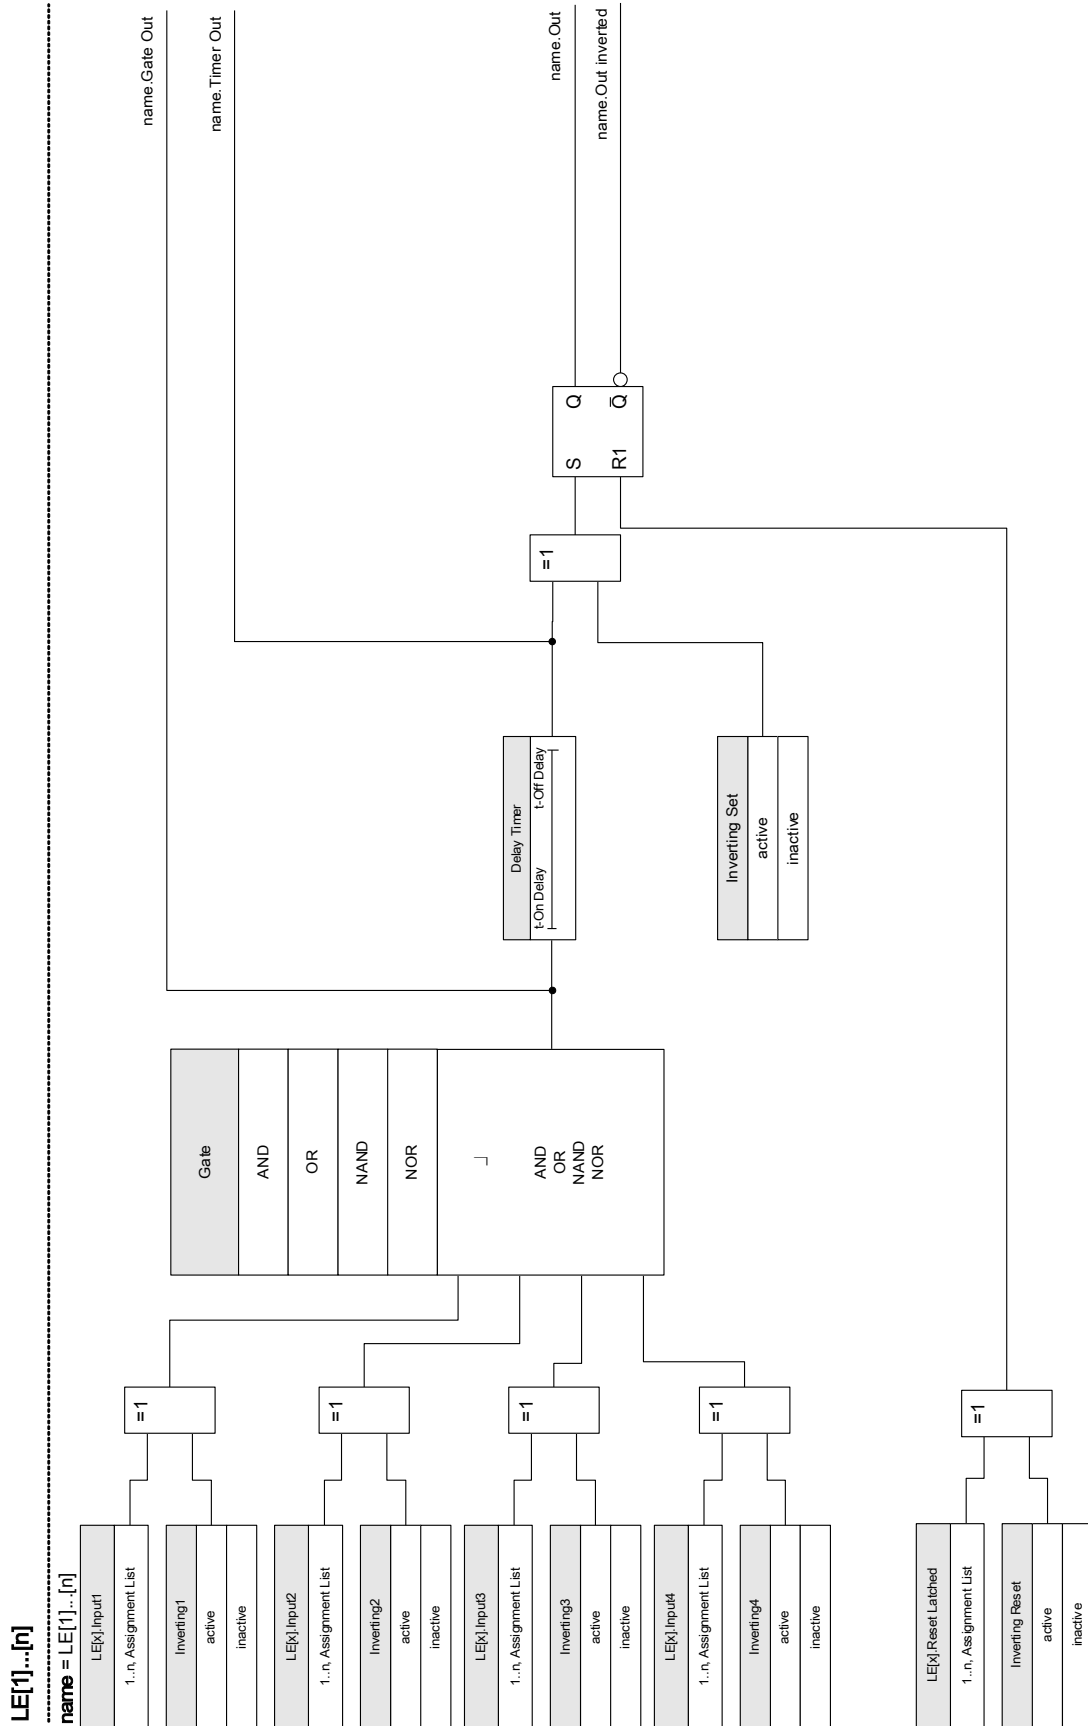 LE[1]...[n]
name = LE[1]...[n]
LE[x].Input1
1..n, Assignment List
Inverting1
active
inactive
LE[x].Input2
1..n, Assignment List
Inverting2
active
inactive
LE[x].Input3
1..n, Assignment List
Inverting3
active
inactive
LE[x].Input4
1..n, Assignment List
Inverting4
active
inactive
LE[x].Reset Latched
1..n, Assignment List
Inverting Reset
active
inactive
=1
=1
=1
=1
=1
Gate
AND
OR
NAND
NOR
AND
OR
NAND
NOR
Delay Timer
t-On Delay
t-Off Delay
Inverting Set
active
inactive
=1
S
Q
R1
Q̅
name.Gate Out
name.Timer Out
name.Out
name.Out inverted